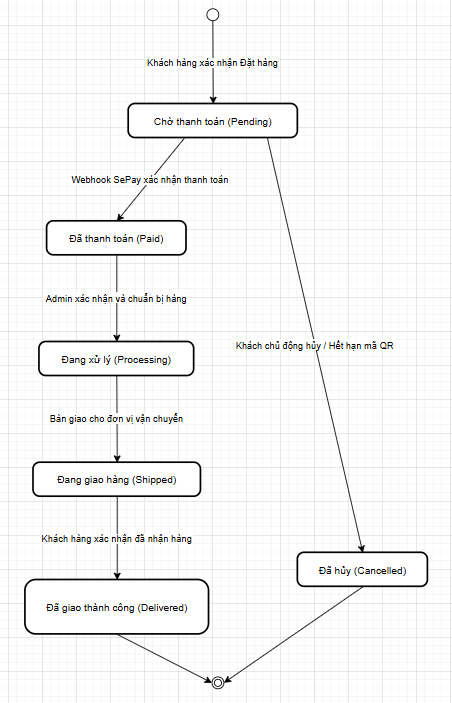 Khách hàng xác nhận Đặt hàng
Chờ thanh toán (Pending)
Webhook SePay xác nhận thanh toán
Đã thanh toán (Paid)
Admin xác nhận và chuẩn bị hàng
Khách chủ động hủy / Hết hạn mã QR
Đang xử lý (Processing)
Bàn giao cho đơn vị vận chuyển
Đang giao hàng (Shipped)
Khách hàng xác nhận đã nhận hàng
Đã hủy (Cancelled)
Đã giao thành công (Delivered)